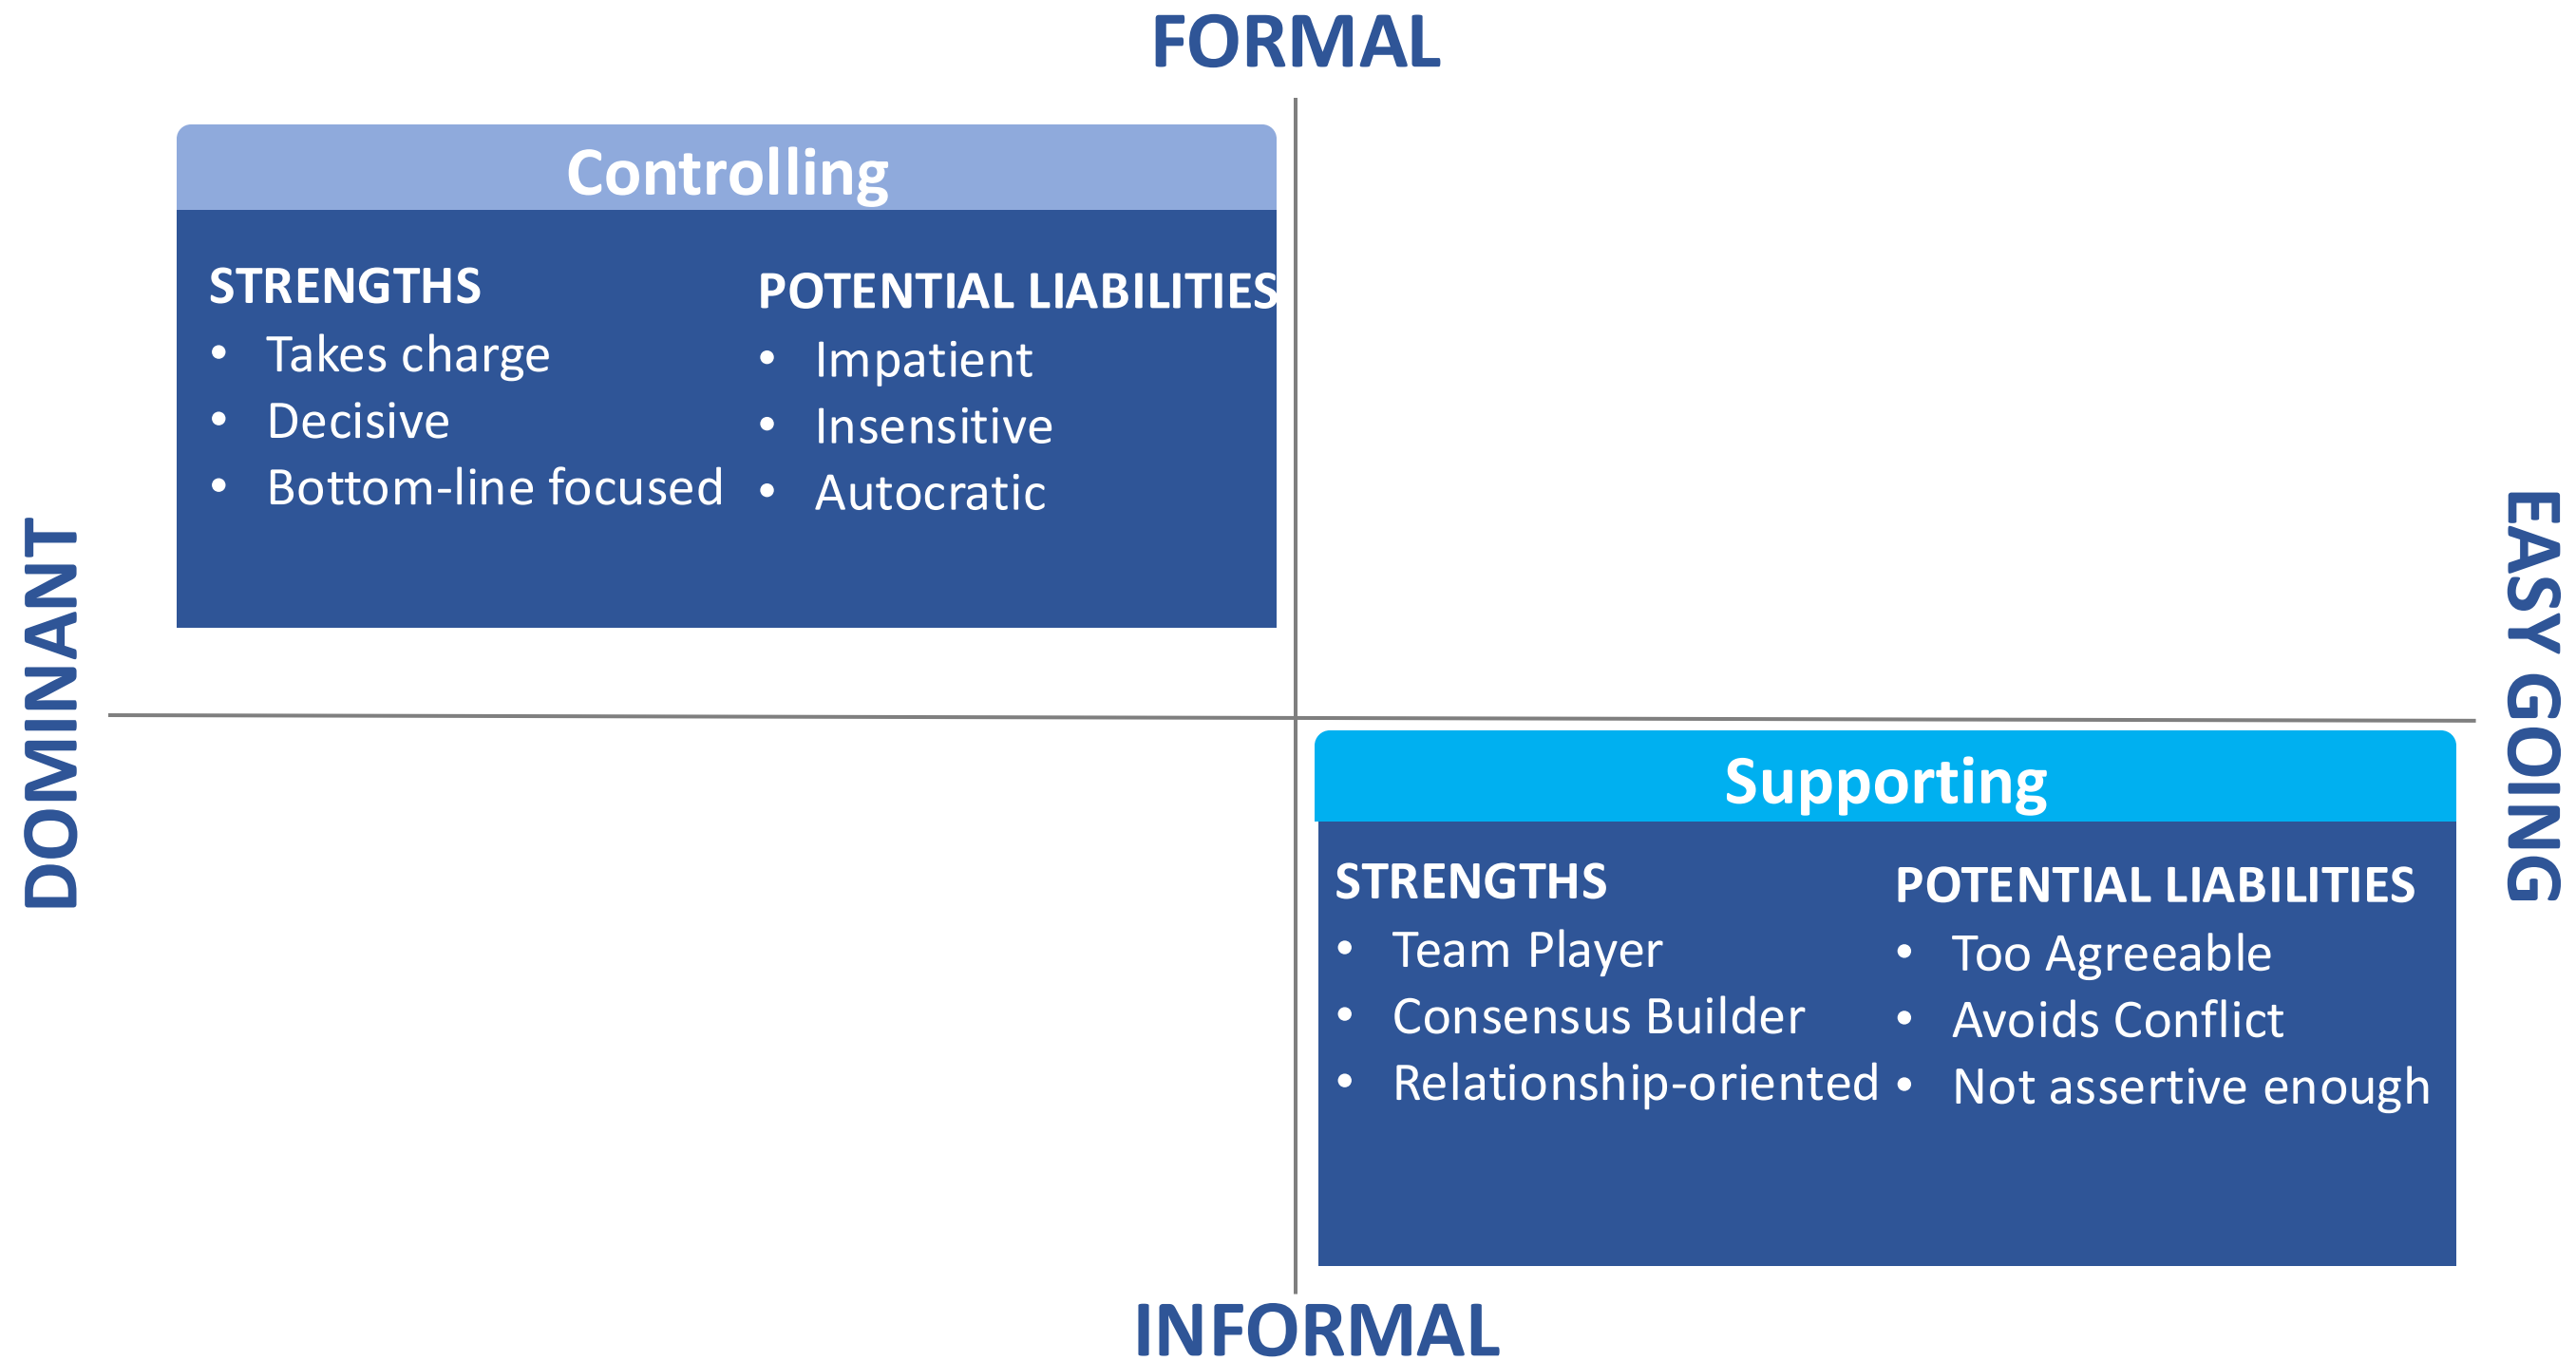 FORMAL
Controlling
STRENGTHS
• Takes charge
• Decisive
• Bottom-line focused
POTENTIAL LIABILITIES
• Impatient
• Insensitive
• Autocratic
DOMINANT
EASY GOING
Supporting
STRENGTHS
• Team Player
• Consensus Builder
• Relationship-oriented
POTENTIAL LIABILITIES
• Too Agreeable
• Avoids Conflict
• Not assertive enough
INFORMAL